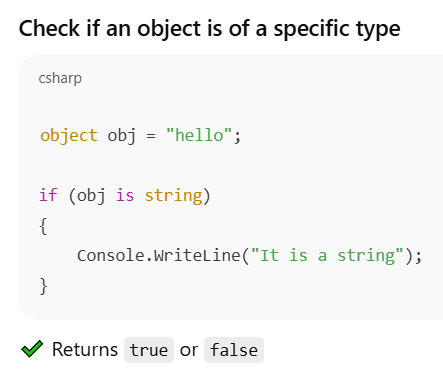 Check if an object is of a specific type
csharp
object obj = "hello";
if (obj is string)
{
    Console.WriteLine("It is a string");
}
✔ Returns true or false